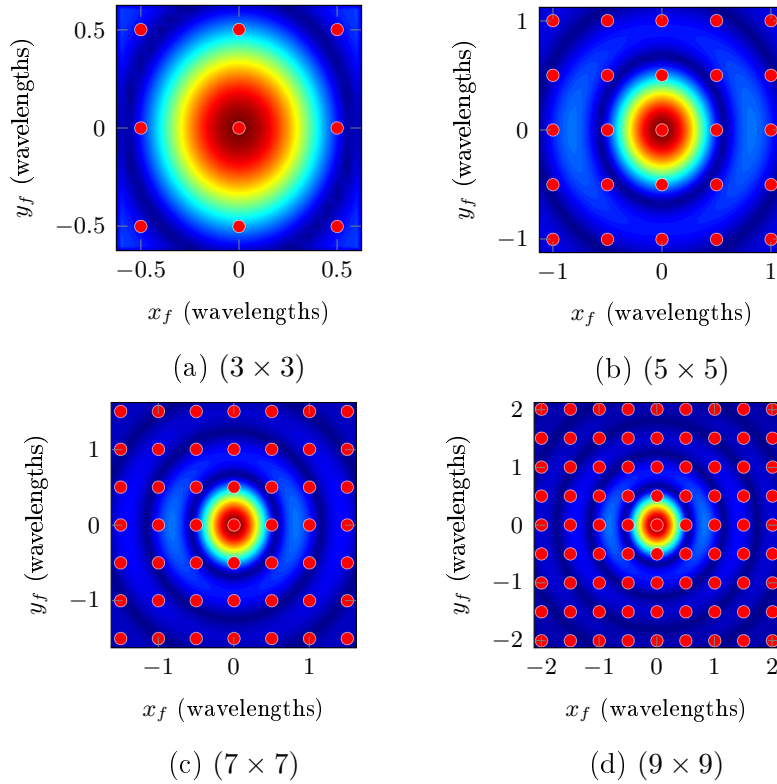 0.5
0
−0.5
y_f (wavelengths)
−0.5 0 0.5
x_f (wavelengths)
(a) (3 × 3)
1
0
−1
y_f (wavelengths)
−1 0 1
x_f (wavelengths)
(b) (5 × 5)
1
0
−1
y_f (wavelengths)
−1 0 1
x_f (wavelengths)
(c) (7 × 7)
2
1
0
−1
−2
y_f (wavelengths)
−2 −1 0 1 2
x_f (wavelengths)
(d) (9 × 9)